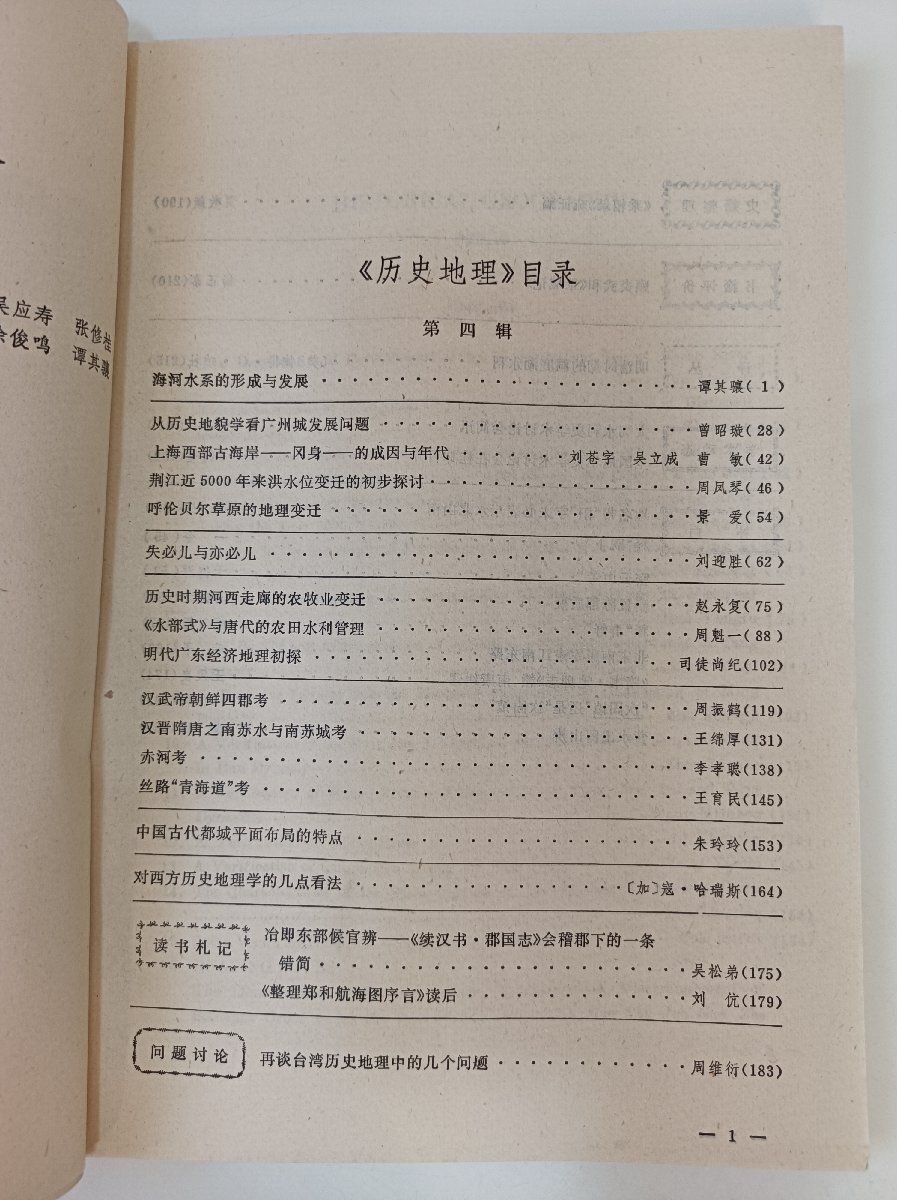 吴应寿 张修桂
徐俊鸣 谭其骧
《历史地理》目录
第四辑
海河水系的形成与发展 · · · · · · 谭其骧( 1 )
从历史地貌学看广州城发展问题 · · · · · · 曾昭璇(28)
上海西部古海岸——冈身——的成因与年代 · · · · · · 刘苍字 吴立成 曹 敏(42)
荆江近5000年来洪水位变迁的初步探讨 · · · · · · 周凤琴(46)
呼伦贝尔草原的地理变迁 · · · · · · 景 爱(54)
失必儿与亦必儿 · · · · · · 刘迎胜(62)
历史时期河西走廊的农牧业变迁 · · · · · · 赵永复(75)
《水部式》与唐代的农田水利管理 · · · · · · 周魁一(88)
明代广东经济地理初探 · · · · · · 司徒尚纪(102)
汉武帝朝鲜四郡考 · · · · · · 周振鹤(119)
汉晋隋唐之南苏水与南苏城考 · · · · · · 王绵厚(131)
赤河考 · · · · · · 李孝聪(138)
丝路“青海道”考 · · · · · · 王育民(145)
中国古代都城平面布局的特点 · · · · · · 朱玲玲(153)
对西方历史地理学的几点看法 · · · · · · 〔加〕寇·哈瑞斯(164)
读书札记
冶即东部候官辨——《续汉书·郡国志》会稽郡下的一条
错简 · · · · · · 吴松弟(175)
《整理郑和航海图序言》读后 · · · · · · 刘 伉(179)
问题讨论
再谈台湾历史地理中的几个问题 · · · · · · 周维衍(183)
— 1 —